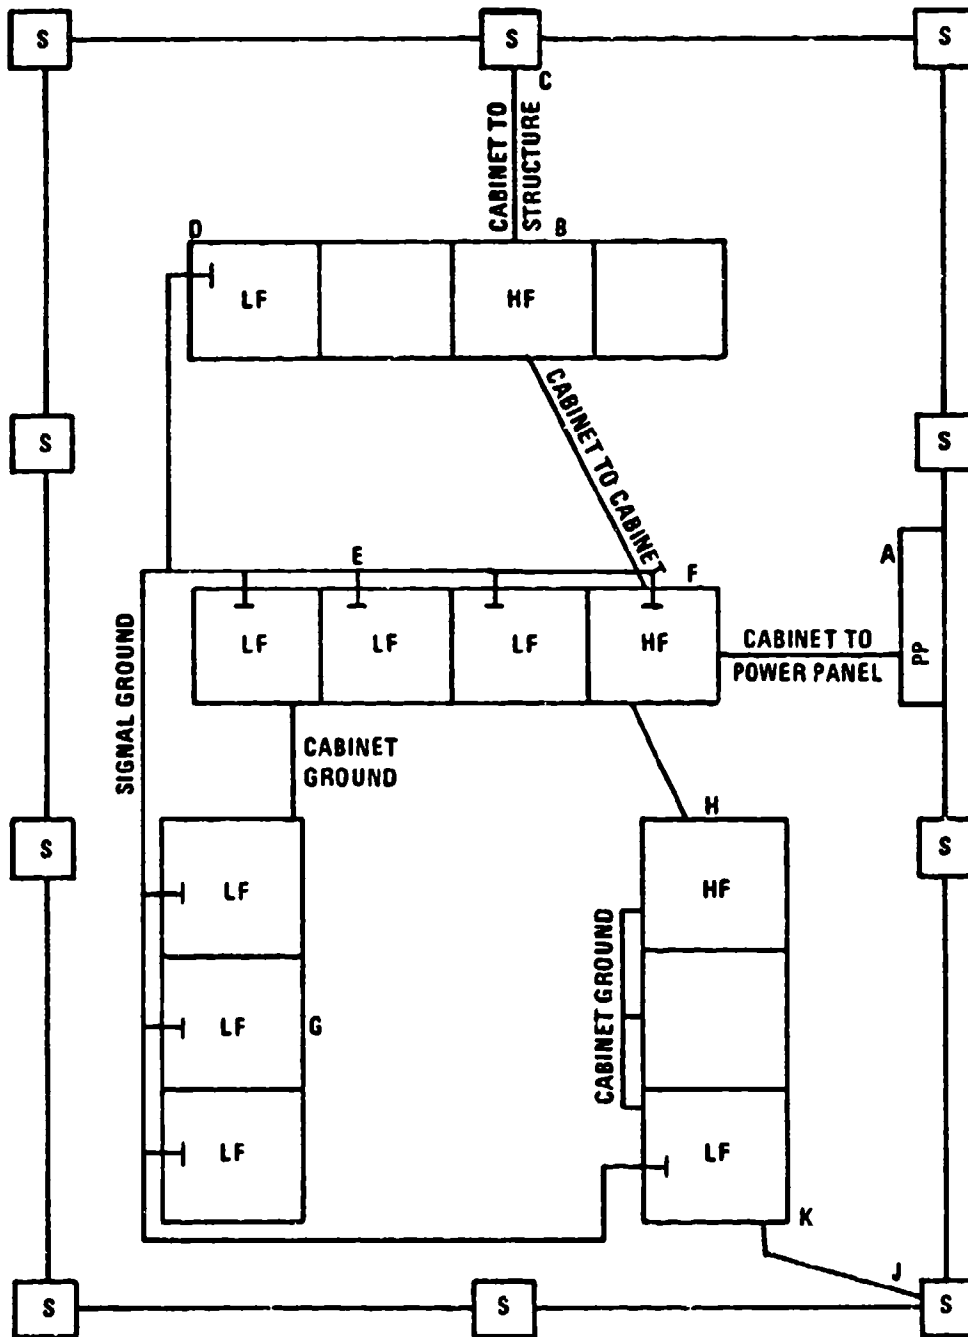 S S S
C
CABINET TO
STRUCTURE
D B
LF HF
CABINET TO CABINET
S S
A
E F
LF LF LF HF
CABINET TO
POWER PANEL
PP
SIGNAL GROUND
CABINET
GROUND
H
S S
LF HF
CABINET GROUND
LF G
LF LF
K
J
S S S